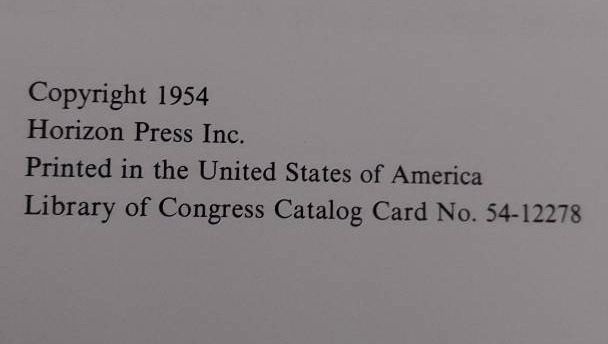 Copyright 1954
Horizon Press Inc.
Printed in the United States of America
Library of Congress Catalog Card No. 54-12278